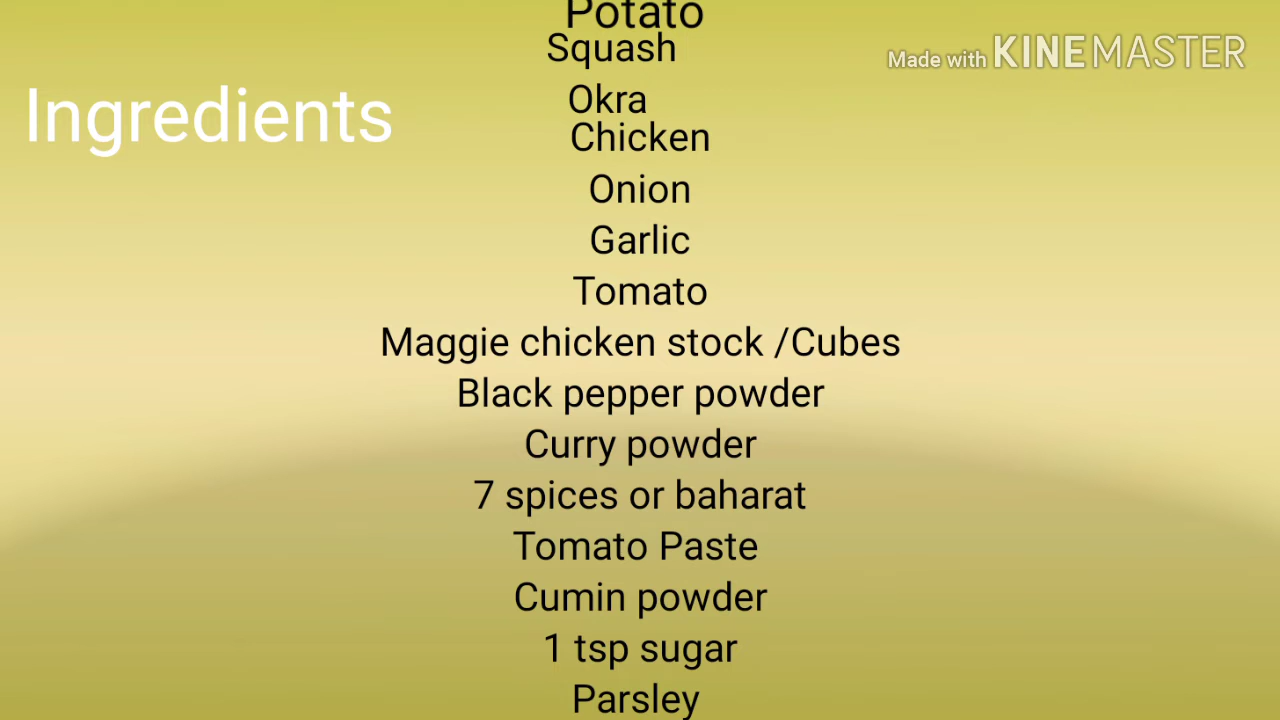 Potato
Squash
Made with KINEMASTER
Ingredients
Okra
Chicken
Onion
Garlic
Tomato
Maggie chicken stock /Cubes
Black pepper powder
Curry powder
7 spices or baharat
Tomato Paste
Cumin powder
1 tsp sugar
Parsley